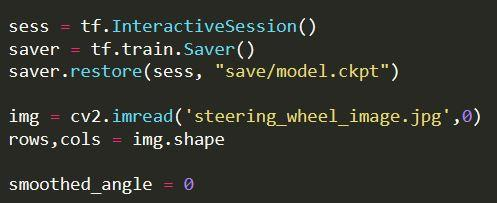 sess = tf.InteractiveSession()
saver = tf.train.Saver()
saver.restore(sess, "save/model.ckpt")
img = cv2.imread('steering_wheel_image.jpg',0)
rows,cols = img.shape
smoothed_angle = 0